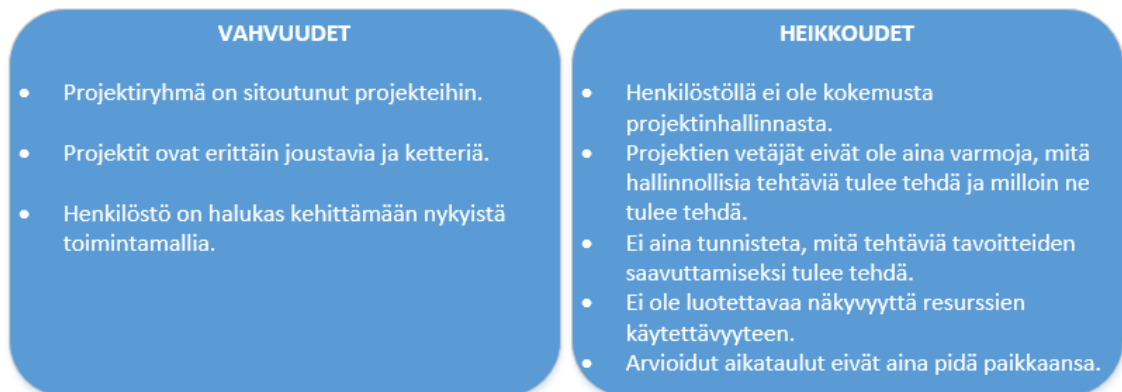 VAHVUUDET
• Projektiryhmä on sitoutunut projekteihin.
• Projektit ovat erittäin joustavia ja ketteriä.
• Henkilöstö on halukas kehittämään nykyistä
toimintamallia.
HEIKKOUDET
• Henkilöstöllä ei ole kokemusta
projektinhallinnasta.
• Projektien vetäjät eivät ole aina varmoja, mitä
hallinnollisia tehtäviä tulee tehdä ja milloin ne
tulee tehdä.
• Ei aina tunnisteta, mitä tehtäviä tavoitteiden
saavuttamiseksi tulee tehdä.
• Ei ole luotettavaa näkyvyyttä resurssien
käytettävyyteen.
• Arvioidut aikataulut eivät aina pidä paikkaansa.